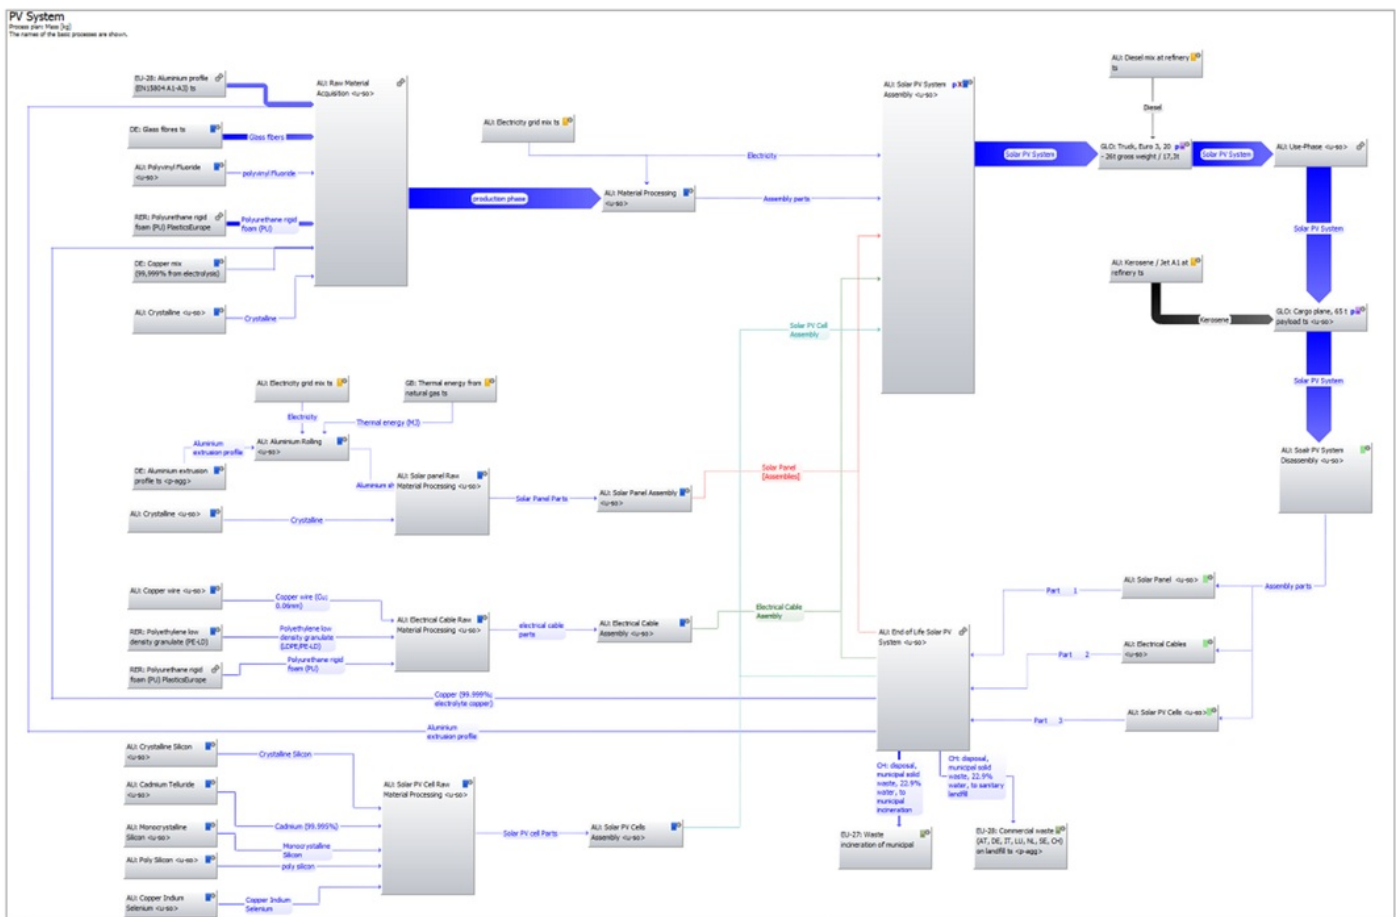 PV System
Process plan: Mass [kg]
The names of the basic processes are shown.
EU-28: Aluminium profile
(EN15804 A1-A3) ts
DE: Glass fibres ts
Glass fibers
AU: Polyvinyl Fluoride
<u-so>
polyvinyl fluoride
RER: Polyurethane rigid
foam (PU) PlasticsEurope
Polyurethane rigid
foam (PU)
DE: Copper mix
(99,999% from electrolysis)
AU: Crystalline <u-so>
Crystalline
AU: Raw Material
Acquisition <u-so>
production phase
AU: Electricity grid mix ts
Electricity
AU: Material Processing
<u-so>
Assembly parts
AU: Solar PV System
Assembly <u-so>
Solar PV System
AU: Diesel mix at refinery
ts
Diesel
GLO: Truck, Euro 3, 20
- 26t gross weight / 17,3t
Solar PV System
AU: Use-Phase <u-so>
Solar PV System
AU: Kerosene / Jet A1 at
refinery ts
Kerosene
GLO: Cargo plane, 65 t
payload ts <u-so>
Solar PV System
AU: Soalr PV System
Disassembly <u-so>
Solar PV Cell
Assembly
AU: Electricity grid mix ts
GB: Thermal energy from
natural gas ts
Electricity
Thermal energy (MJ)
Aluminium
extrusion profile
AU: Aluminium Rolling
<u-so>
DE: Aluminium extrusion
profile ts <p-agg>
Aluminium sh
AU: Solar panel Raw
Material Processing <u-so>
AU: Crystalline <u-so>
Crystalline
Solar Panel Parts
AU: Solar Panel Assembly
<u-so>
Solar Panel
[Assemblies]
AU: Copper wire <u-so>
Copper wire (Cu;
0.06mm)
RER: Polyethylene low
density granulate (PE-LD)
Polyethylene low
density granulate
(LDPE/PE-LD)
RER: Polyurethane rigid
foam (PU) PlasticsEurope
Polyurethane rigid
foam (PU)
AU: Electrical Cable Raw
Material Processing <u-so>
electrical cable
parts
AU: Electrical Cable
Assembly <u-so>
Electrical Cable
Asembly
AU: End of Life Solar PV
System <u-so>
Part 1
AU: Solar Panel <u-so>
Assembly parts
Part 2
AU: Electrical Cables
<u-so>
Part 3
AU: Solar PV Cells <u-so>
Copper (99.999%;
electrolyte copper)
Aluminium
extrusion profile
AU: Crystalline Silicon
<u-so>
Crystalline Silicon
AU: Cadmium Telluride
<u-so>
Cadmium (99.995%)
AU: Monocrystalline
Silicon <u-so>
Monocrystalline
Silicon
AU: Poly Silicon <u-so>
poly silicon
AU: Copper Indium
Selenium <u-so>
Copper Indium
Selenium
AU: Solar PV Cell Raw
Material Processing <u-so>
Solar PV cell Parts
AU: Solar PV Cells
Assembly <u-so>
CH: disposal,
municipal solid
waste, 22.9%
water, to
municipal
incineration
CH: disposal,
municipal solid
waste, 22.9%
water, to sanitary
landfill
EU-27: Waste
incineration of municipal
EU-28: Commercial waste
(AT, DE, IT, LU, NL, SE, CH)
on landfill ts <p-agg>